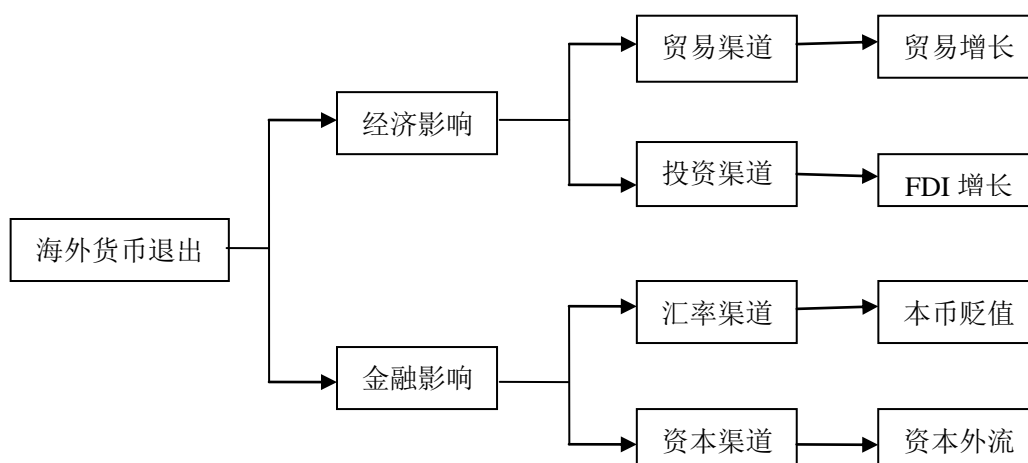 海外货币退出
经济影响
贸易渠道
贸易增长
投资渠道
FDI 增长
金融影响
汇率渠道
本币贬值
资本渠道
资本外流